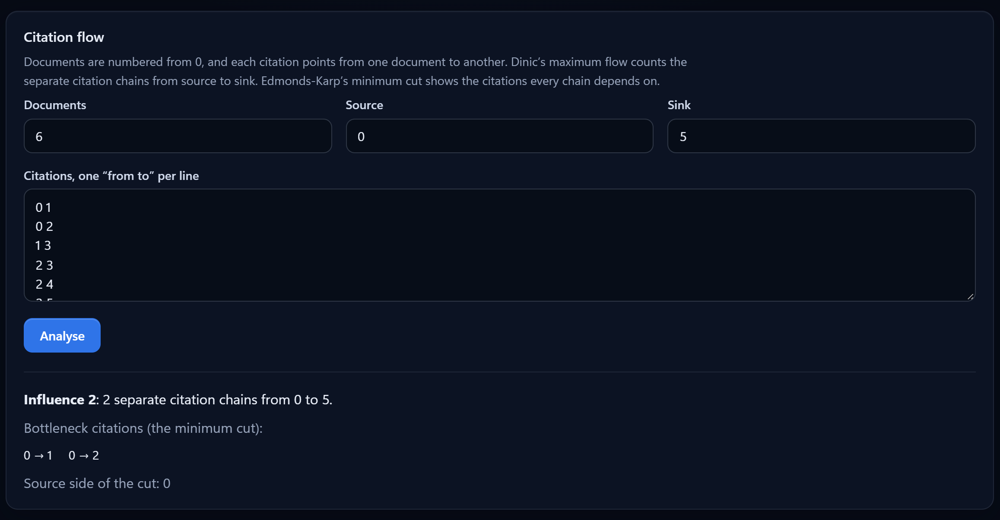 Citation flow
Documents are numbered from 0, and each citation points from one document to another. Dinic’s maximum flow counts the
separate citation chains from source to sink. Edmonds-Karp’s minimum cut shows the citations every chain depends on.
Documents
Source
Sink
6
0
5
Citations, one “from to” per line
0 1
0 2
1 3
2 3
2 4
Analyse
Influence 2: 2 separate citation chains from 0 to 5.
Bottleneck citations (the minimum cut):
0 → 1 0 → 2
Source side of the cut: 0